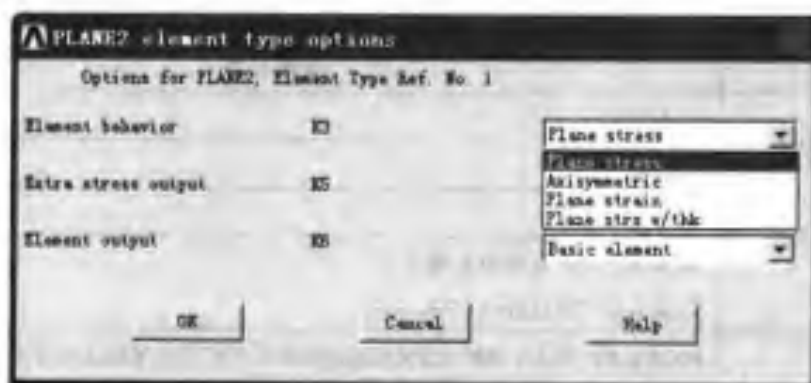 PLANE2 element type options
Options for PLANE2, Element Type Ref. No. 1
Element behavior K3 Plane stress
Plane stress
Axisymmetric
Plane strain
Plane strs w/thk
Extra stress output K5
Element output K6 Basic element
OK Cancel Help